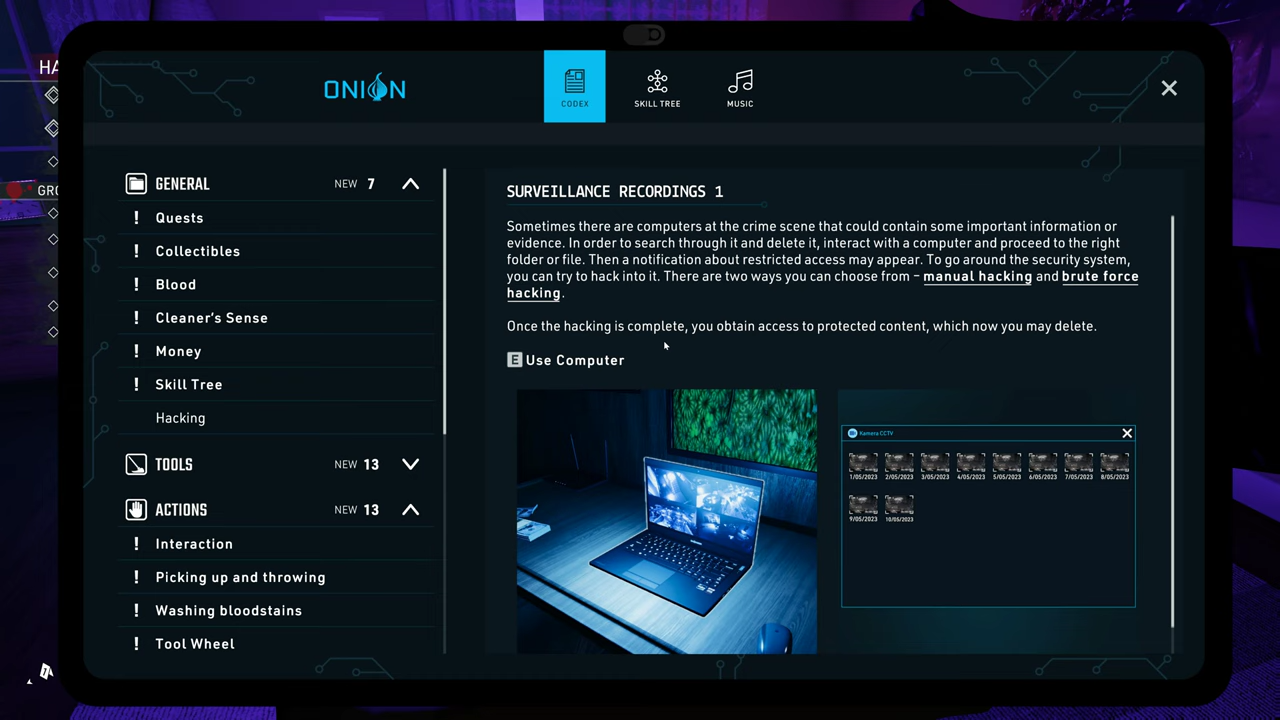 HA
GRO
ONION
CODEX
SKILL TREE
MUSIC
GENERAL NEW 7
! Quests
! Collectibles
! Blood
! Cleaner's Sense
! Money
! Skill Tree
Hacking
TOOLS NEW 13
ACTIONS NEW 13
! Interaction
! Picking up and throwing
! Washing bloodstains
! Tool Wheel
SURVEILLANCE RECORDINGS 1
Sometimes there are computers at the crime scene that could contain some important information or
evidence. In order to search through it and delete it, interact with a computer and proceed to the right
folder or file. Then a notification about restricted access may appear. To go around the security system,
you can try to hack into it. There are two ways you can choose from – manual hacking and brute force
hacking.
Once the hacking is complete, you obtain access to protected content, which now you may delete.
E Use Computer
Kamera CCTV
1/05/2023 2/05/2023 3/05/2023 4/05/2023 5/05/2023 6/05/2023 7/05/2023 8/05/2023
9/05/2023 10/05/2023